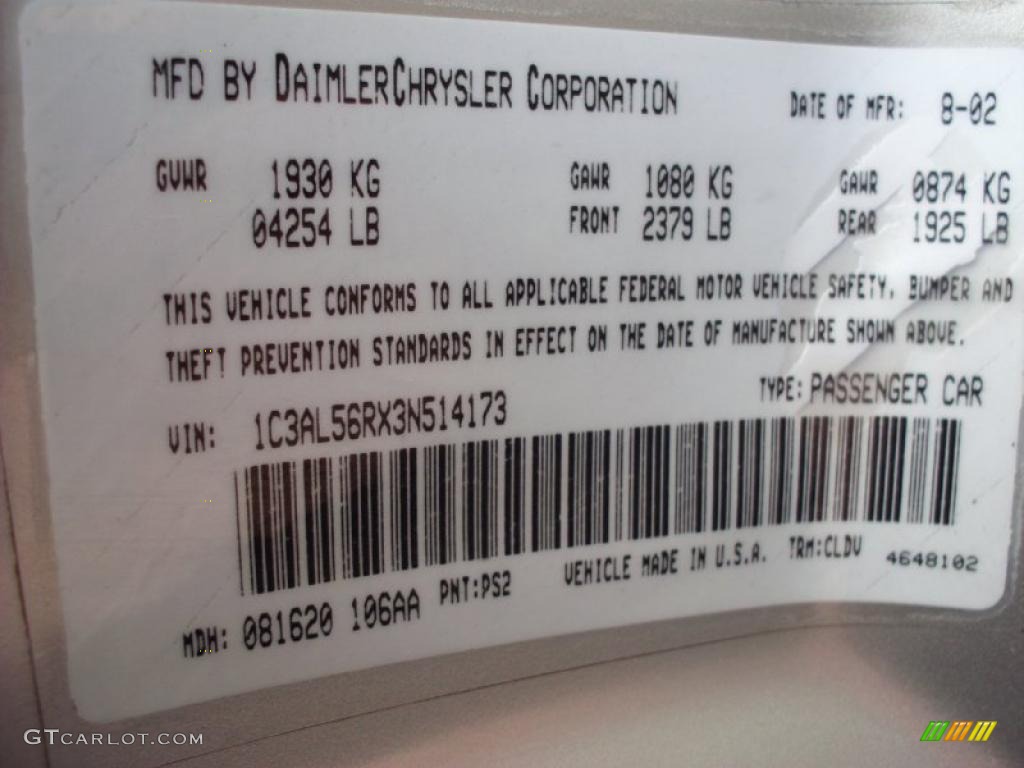 MFD BY DAIMLERCHRYSLER CORPORATION DATE OF MFR: 8-02
GVWR 1930 KG GAWR 1080 KG GAWR 0874 KG
04254 LB FRONT 2379 LB REAR 1925 LB
THIS VEHICLE CONFORMS TO ALL APPLICABLE FEDERAL MOTOR VEHICLE SAFETY, BUMPER AND
THEFT PREVENTION STANDARDS IN EFFECT ON THE DATE OF MANUFACTURE SHOWN ABOVE.
VIN: 1C3AL56RX3N514173 TYPE: PASSENGER CAR
MDH: 081620 106AA PNT:PS2 VEHICLE MADE IN U.S.A. TRM:CLDV 4648102
GTCARLOT.COM